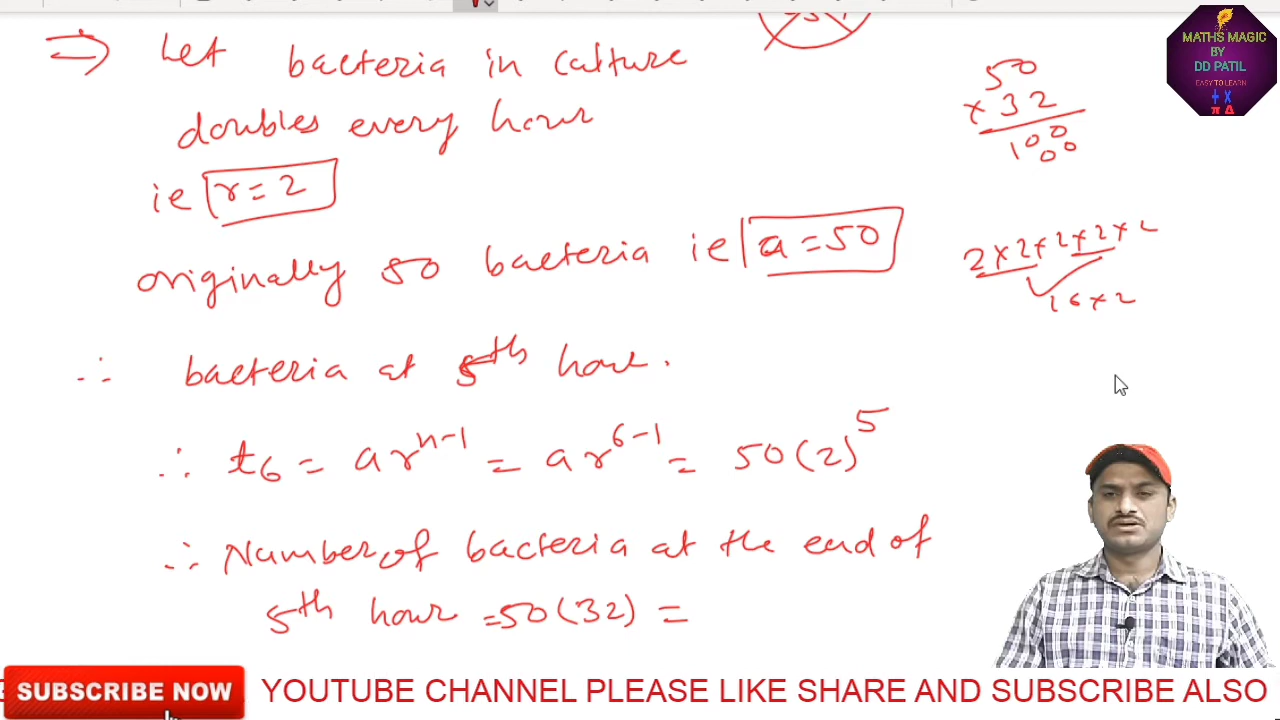 ⇒ Let bacteria in calture
doubles every hour
ie r = 2
originally 50 bacteria ie a = 50
∴ bacteria at 5th hour.
∴ t6 = ar^n-1 = ar^6-1 = 50(2)^5
∴ Number of bacteria at the end of
5th hour = 50(32) =
50
× 32
100
00
2×2×2×2×2
16×2
MATHS MAGIC
BY
DD PATIL
EASY TO LEARN
+ X
π Δ
SUBSCRIBE NOW
YOUTUBE CHANNEL PLEASE LIKE SHARE AND SUBSCRIBE ALSO